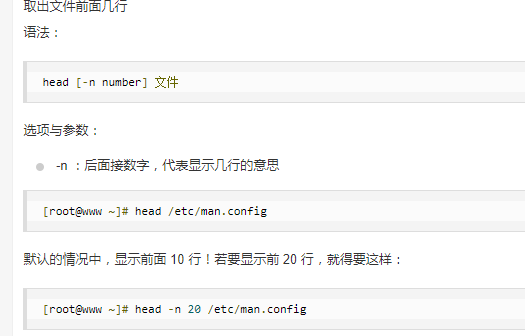 取出文件前面几行
语法：
head [-n number] 文件
选项与参数：
-n ：后面接数字，代表显示几行的意思
[root@www ~]# head /etc/man.config
默认的情况中，显示前面 10 行！若要显示前 20 行，就得要这样：
[root@www ~]# head -n 20 /etc/man.config